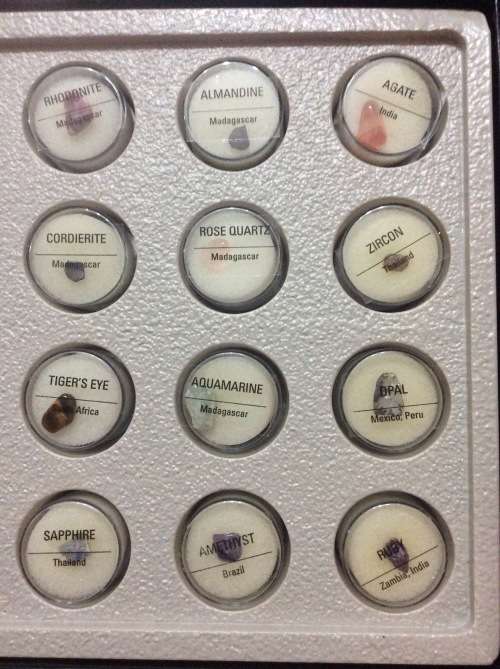 RHODONITE
Madagascar
ALMANDINE
Madagascar
AGATE
India
CORDIERITE
Madagascar
ROSE QUARTZ
Madagascar
ZIRCON
Thailand
TIGER'S EYE
Africa
AQUAMARINE
Madagascar
OPAL
Mexico, Peru
SAPPHIRE
Thailand
AMETHYST
Brazil
RUBY
Zambia, India